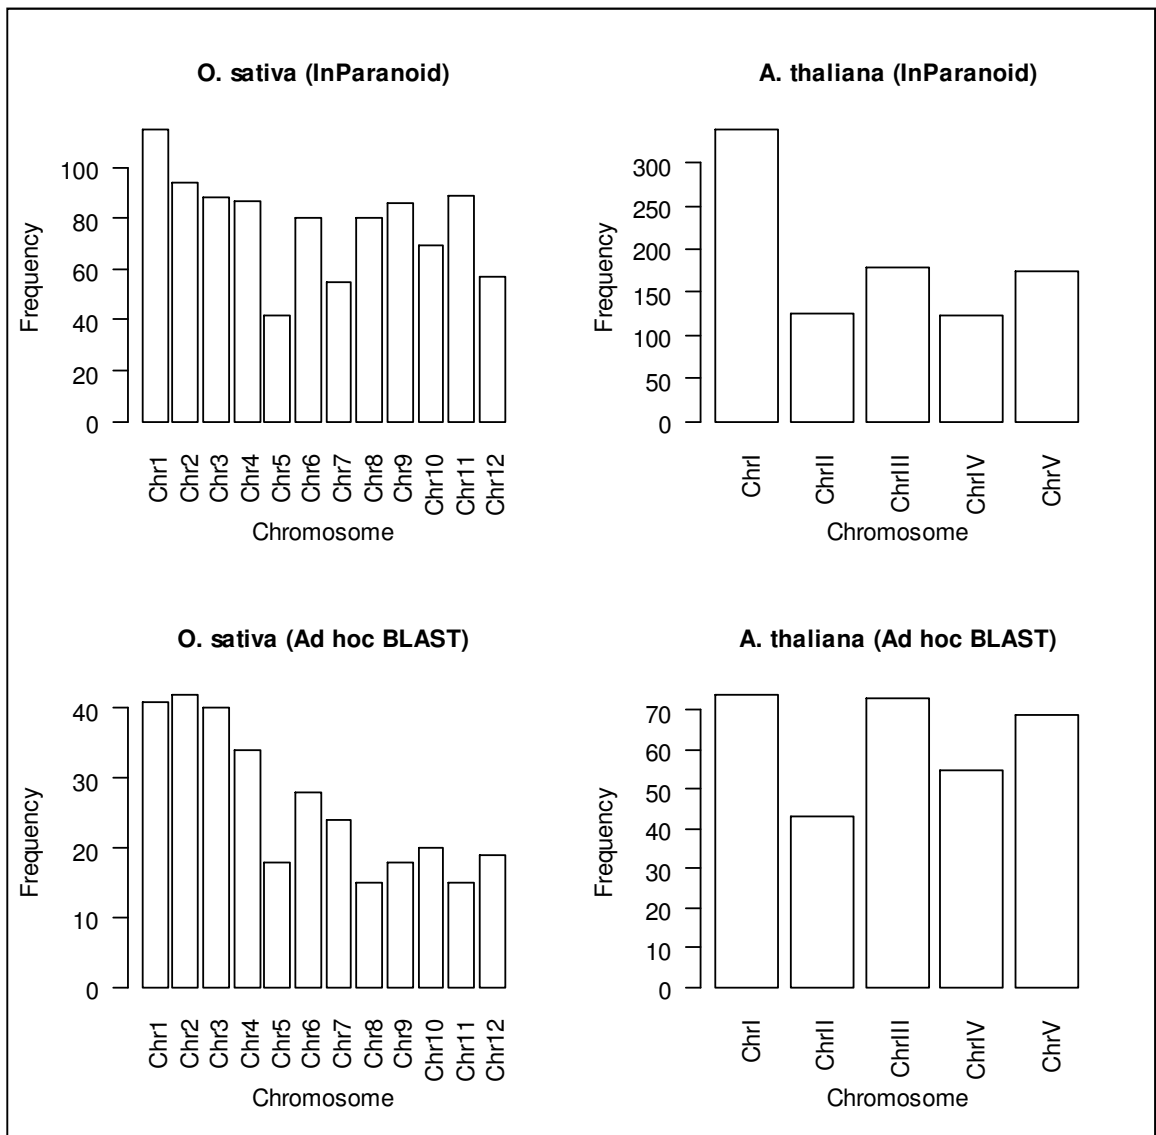 O. sativa (InParanoid)
Frequency
100
80
60
40
20
0
Chr1
Chr2
Chr3
Chr4
Chr5
Chr6
Chr7
Chr8
Chr9
Chr10
Chr11
Chr12
Chromosome
A. thaliana (InParanoid)
Frequency
300
250
200
150
100
50
0
ChrI
ChrII
ChrIII
ChrIV
ChrV
Chromosome
O. sativa (Ad hoc BLAST)
Frequency
40
30
20
10
0
Chr1
Chr2
Chr3
Chr4
Chr5
Chr6
Chr7
Chr8
Chr9
Chr10
Chr11
Chr12
Chromosome
A. thaliana (Ad hoc BLAST)
Frequency
70
60
50
40
30
20
10
0
ChrI
ChrII
ChrIII
ChrIV
ChrV
Chromosome